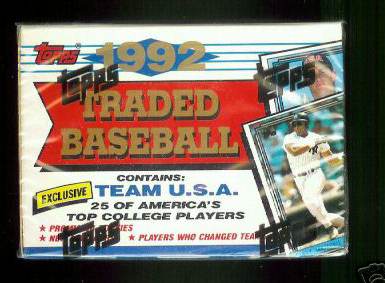 Topps
1992
TRADED
BASEBALL
CONTAINS:
EXCLUSIVE
TEAM U.S.A.
25 OF AMERICA'S
TOP COLLEGE PLAYERS
★ PLAYERS WHO CHANGED
topps
topps
topps
topps